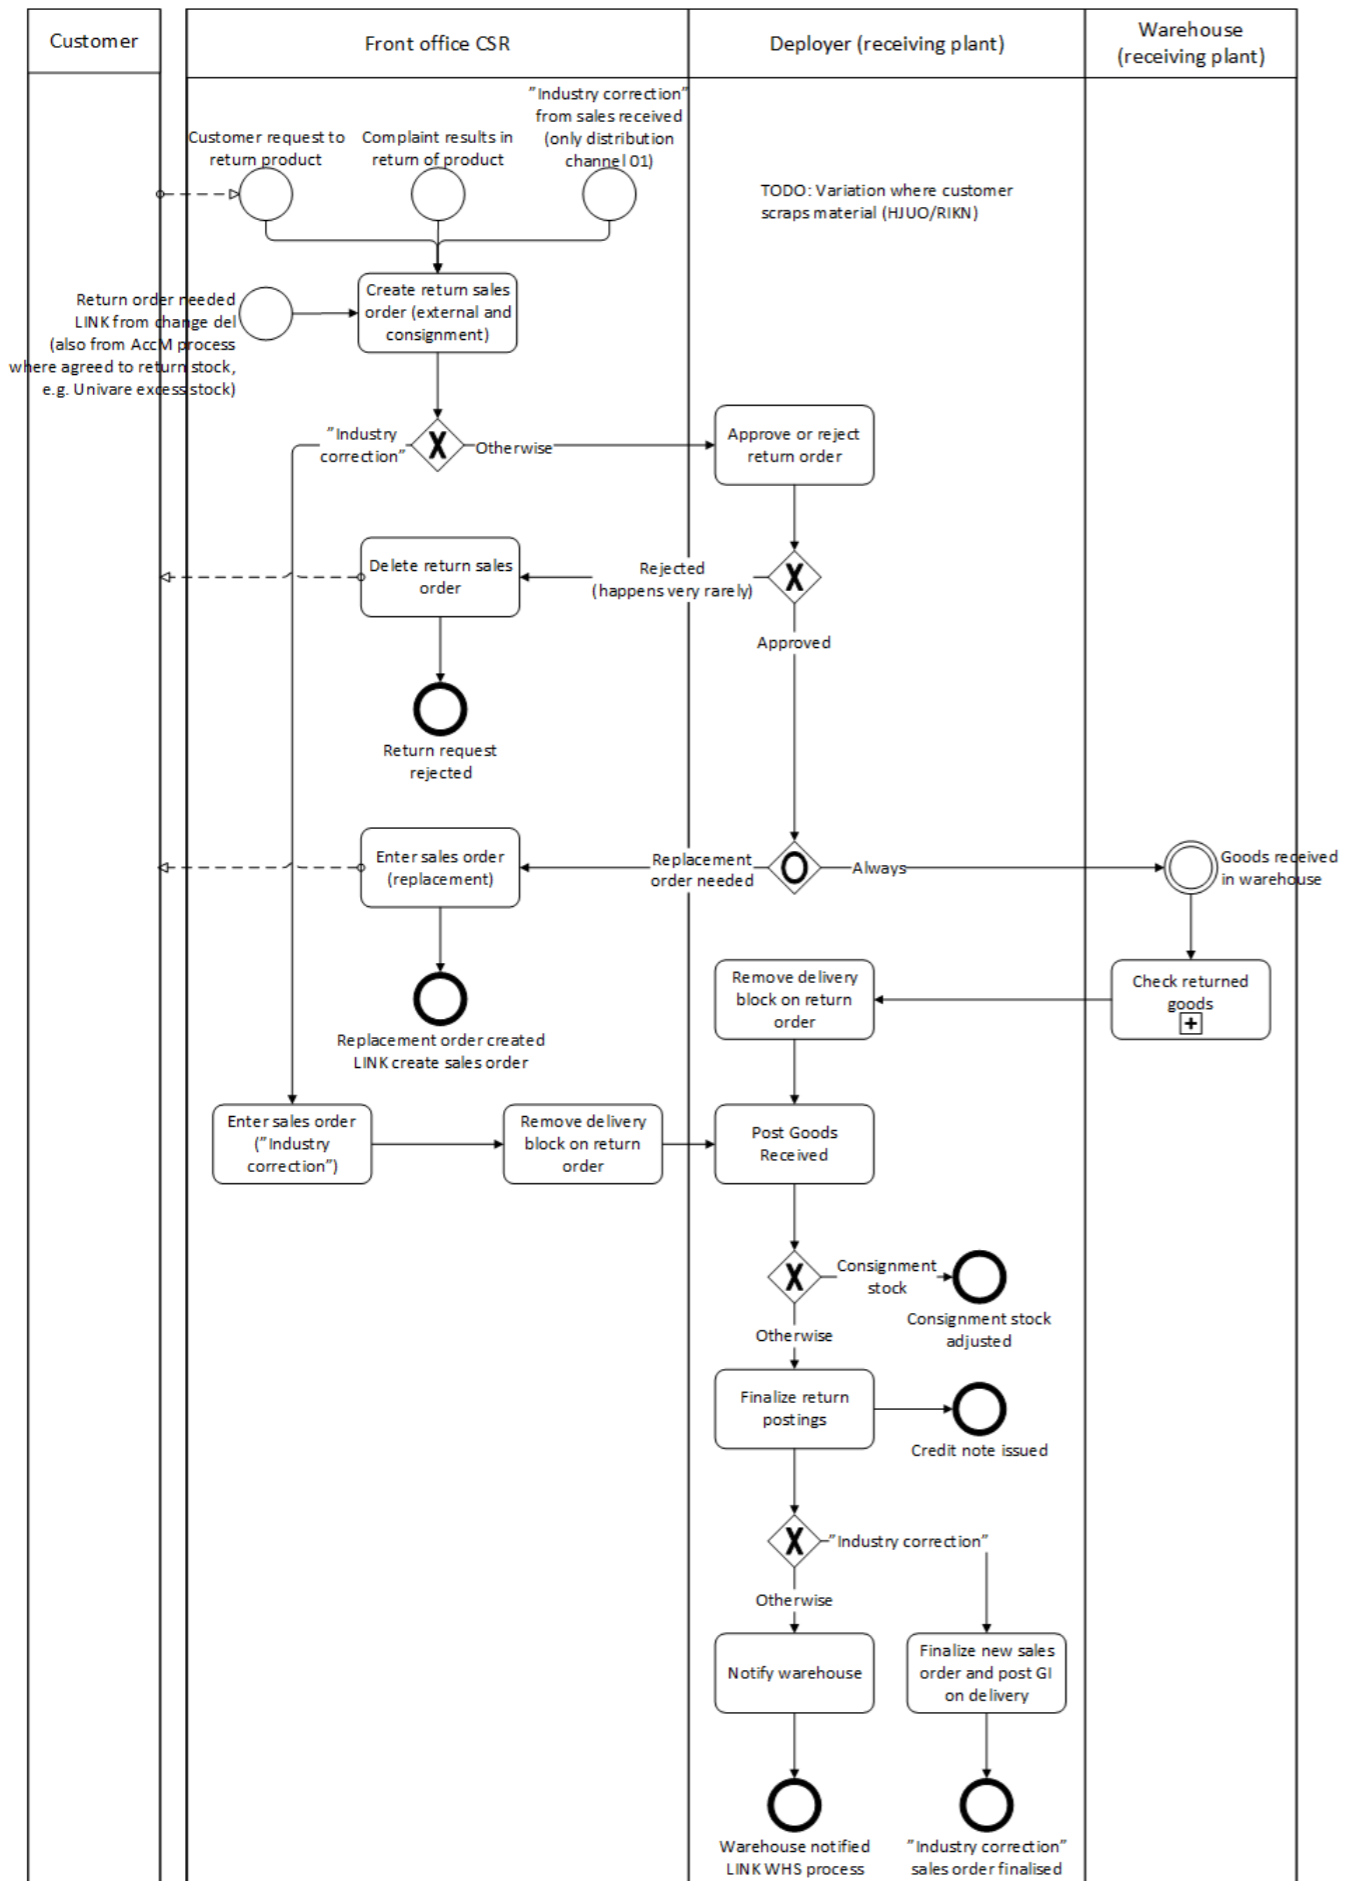 Customer
Front office CSR
Deployer (receiving plant)
Warehouse
(receiving plant)
Customer request to
return product
Complaint results in
return of product
"Industry correction"
from sales received
(only distribution
channel 01)
TODO: Variation where customer
scraps material (HJUO/RIKN)
Return order needed
LINK from change del
(also from AccM process
where agreed to return stock,
e.g. Univare excess stock)
Create return sales
order (external and
consignment)
"Industry
correction"
X
Otherwise
Approve or reject
return order
Delete return sales
order
Rejected
(happens very rarely)
X
Approved
Return request
rejected
Enter sales order
(replacement)
Replacement
order needed
Always
Goods received
in warehouse
Remove delivery
block on return
order
Check returned
goods
Replacement order created
LINK create sales order
Enter sales order
("Industry
correction")
Remove delivery
block on return
order
Post Goods
Received
X
Consignment
stock
Consignment stock
adjusted
Otherwise
Finalize return
postings
Credit note issued
X
"Industry correction"
Otherwise
Notify warehouse
Finalize new sales
order and post GI
on delivery
Warehouse notified
LINK WHS process
"Industry correction"
sales order finalised